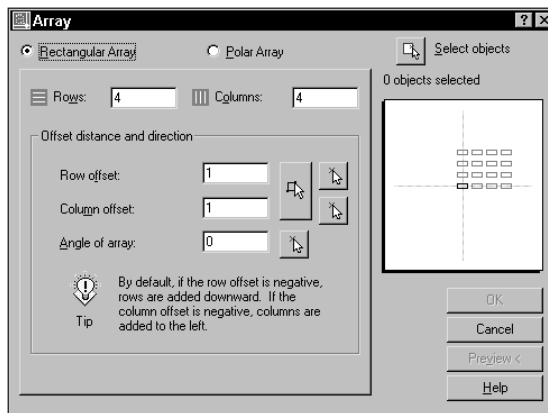 Array
Rectangular Array
Polar Array
Select objects
0 objects selected
Rows: 4
Columns: 4
Offset distance and direction
Row offset: 1
Column offset: 1
Angle of array: 0
By default, if the row offset is negative,
rows are added downward. If the
column offset is negative, columns are
added to the left.
Tip
OK
Cancel
Preview <
Help